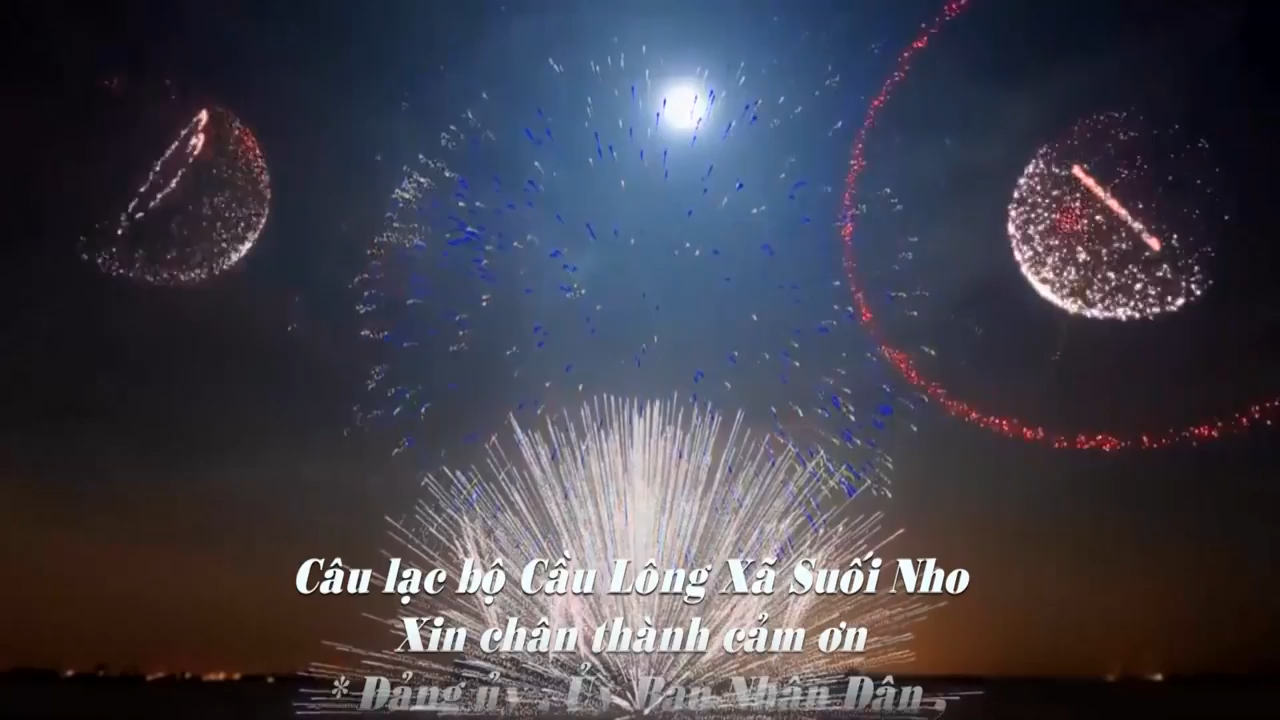 Câu lạc bộ Cầu Lông Xã Suối Nho
Xin chân thành cảm ơn
* Đảng ủy , Ủy Ban Nhân Dân ,